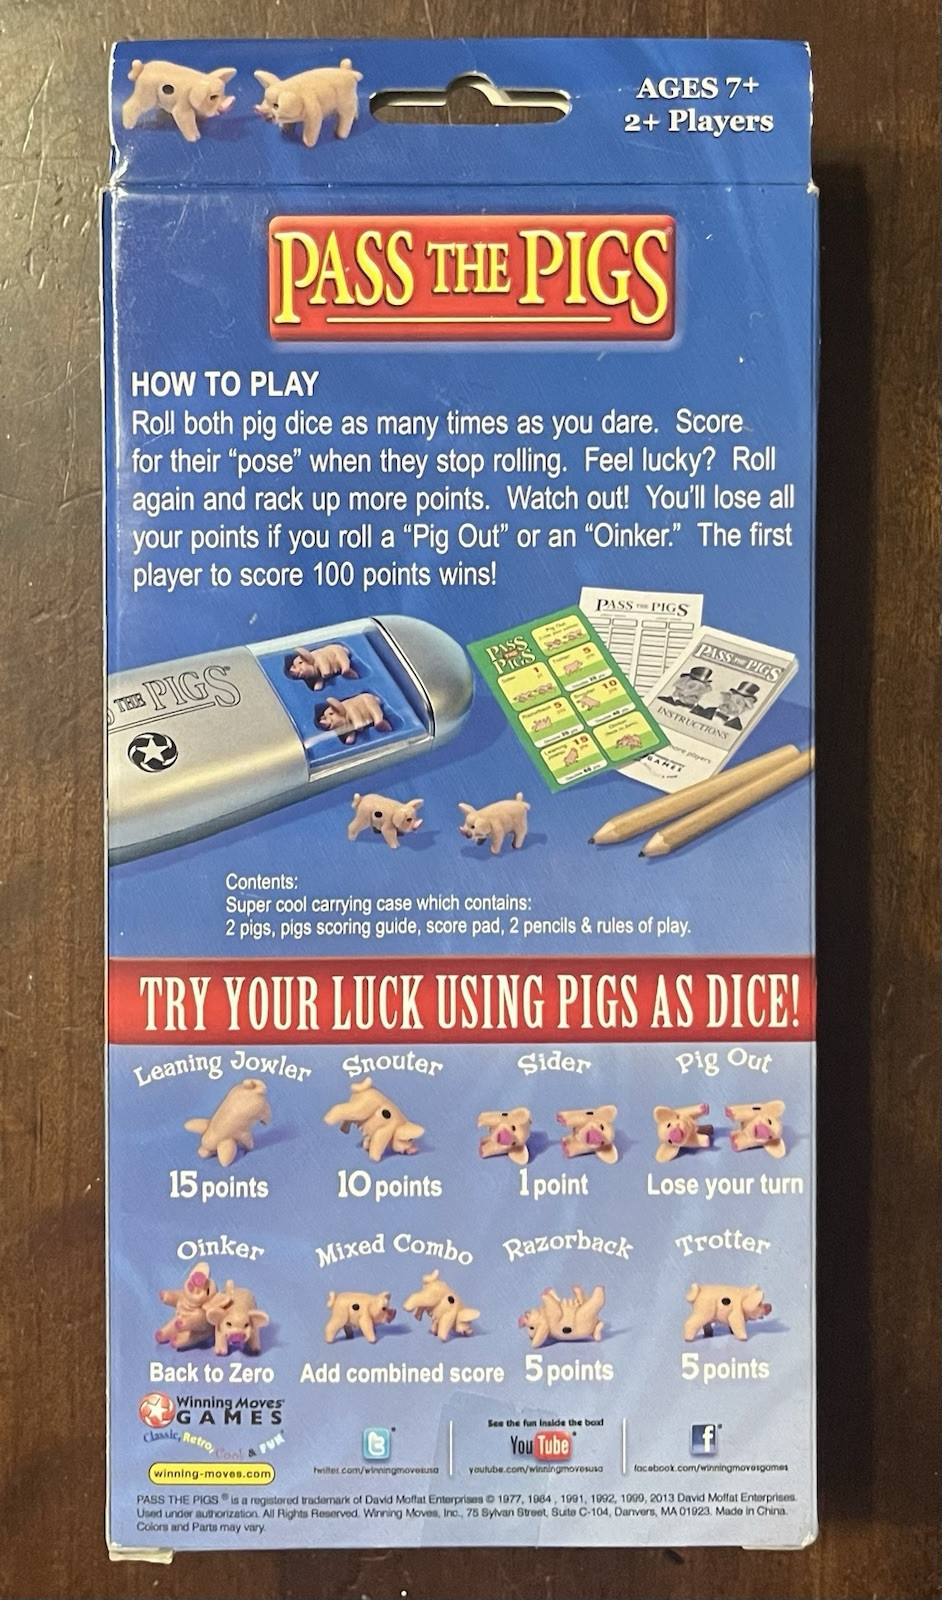 AGES 7+
2+ Players
PASS THE PIGS
HOW TO PLAY
Roll both pig dice as many times as you dare. Score
for their “pose” when they stop rolling. Feel lucky? Roll
again and rack up more points. Watch out! You'll lose all
your points if you roll a “Pig Out” or an “Oinker.” The first
player to score 100 points wins!
THE PIGS
PASS THE PIGS
PASS THE PIGS
PASS THE PIGS
INSTRUCTIONS
GAMES
Contents:
Super cool carrying case which contains:
2 pigs, pigs scoring guide, score pad, 2 pencils & rules of play.
TRY YOUR LUCK USING PIGS AS DICE!
Leaning Jowler Snouter Sider Pig Out
15 points 10 points 1 point Lose your turn
Oinker Mixed Combo Razorback Trotter
Back to Zero Add combined score 5 points 5 points
Winning Moves
GAMES
Classic, Retro, Cool & FUN
winning-moves.com
twitter.com/winningmovesusa
See the fun inside the box!
YouTube
youtube.com/winningmovesusa
f
facebook.com/winningmovesgames
PASS THE PIGS ® is a registered trademark of David Moffat Enterprises © 1977, 1984 , 1991, 1992, 1999, 2013 David Moffat Enterprises.
Used under authorization. All Rights Reserved. Winning Moves, Inc., 75 Sylvan Street, Suite C-104, Danvers, MA 01923. Made in China.
Colors and Parts may vary.